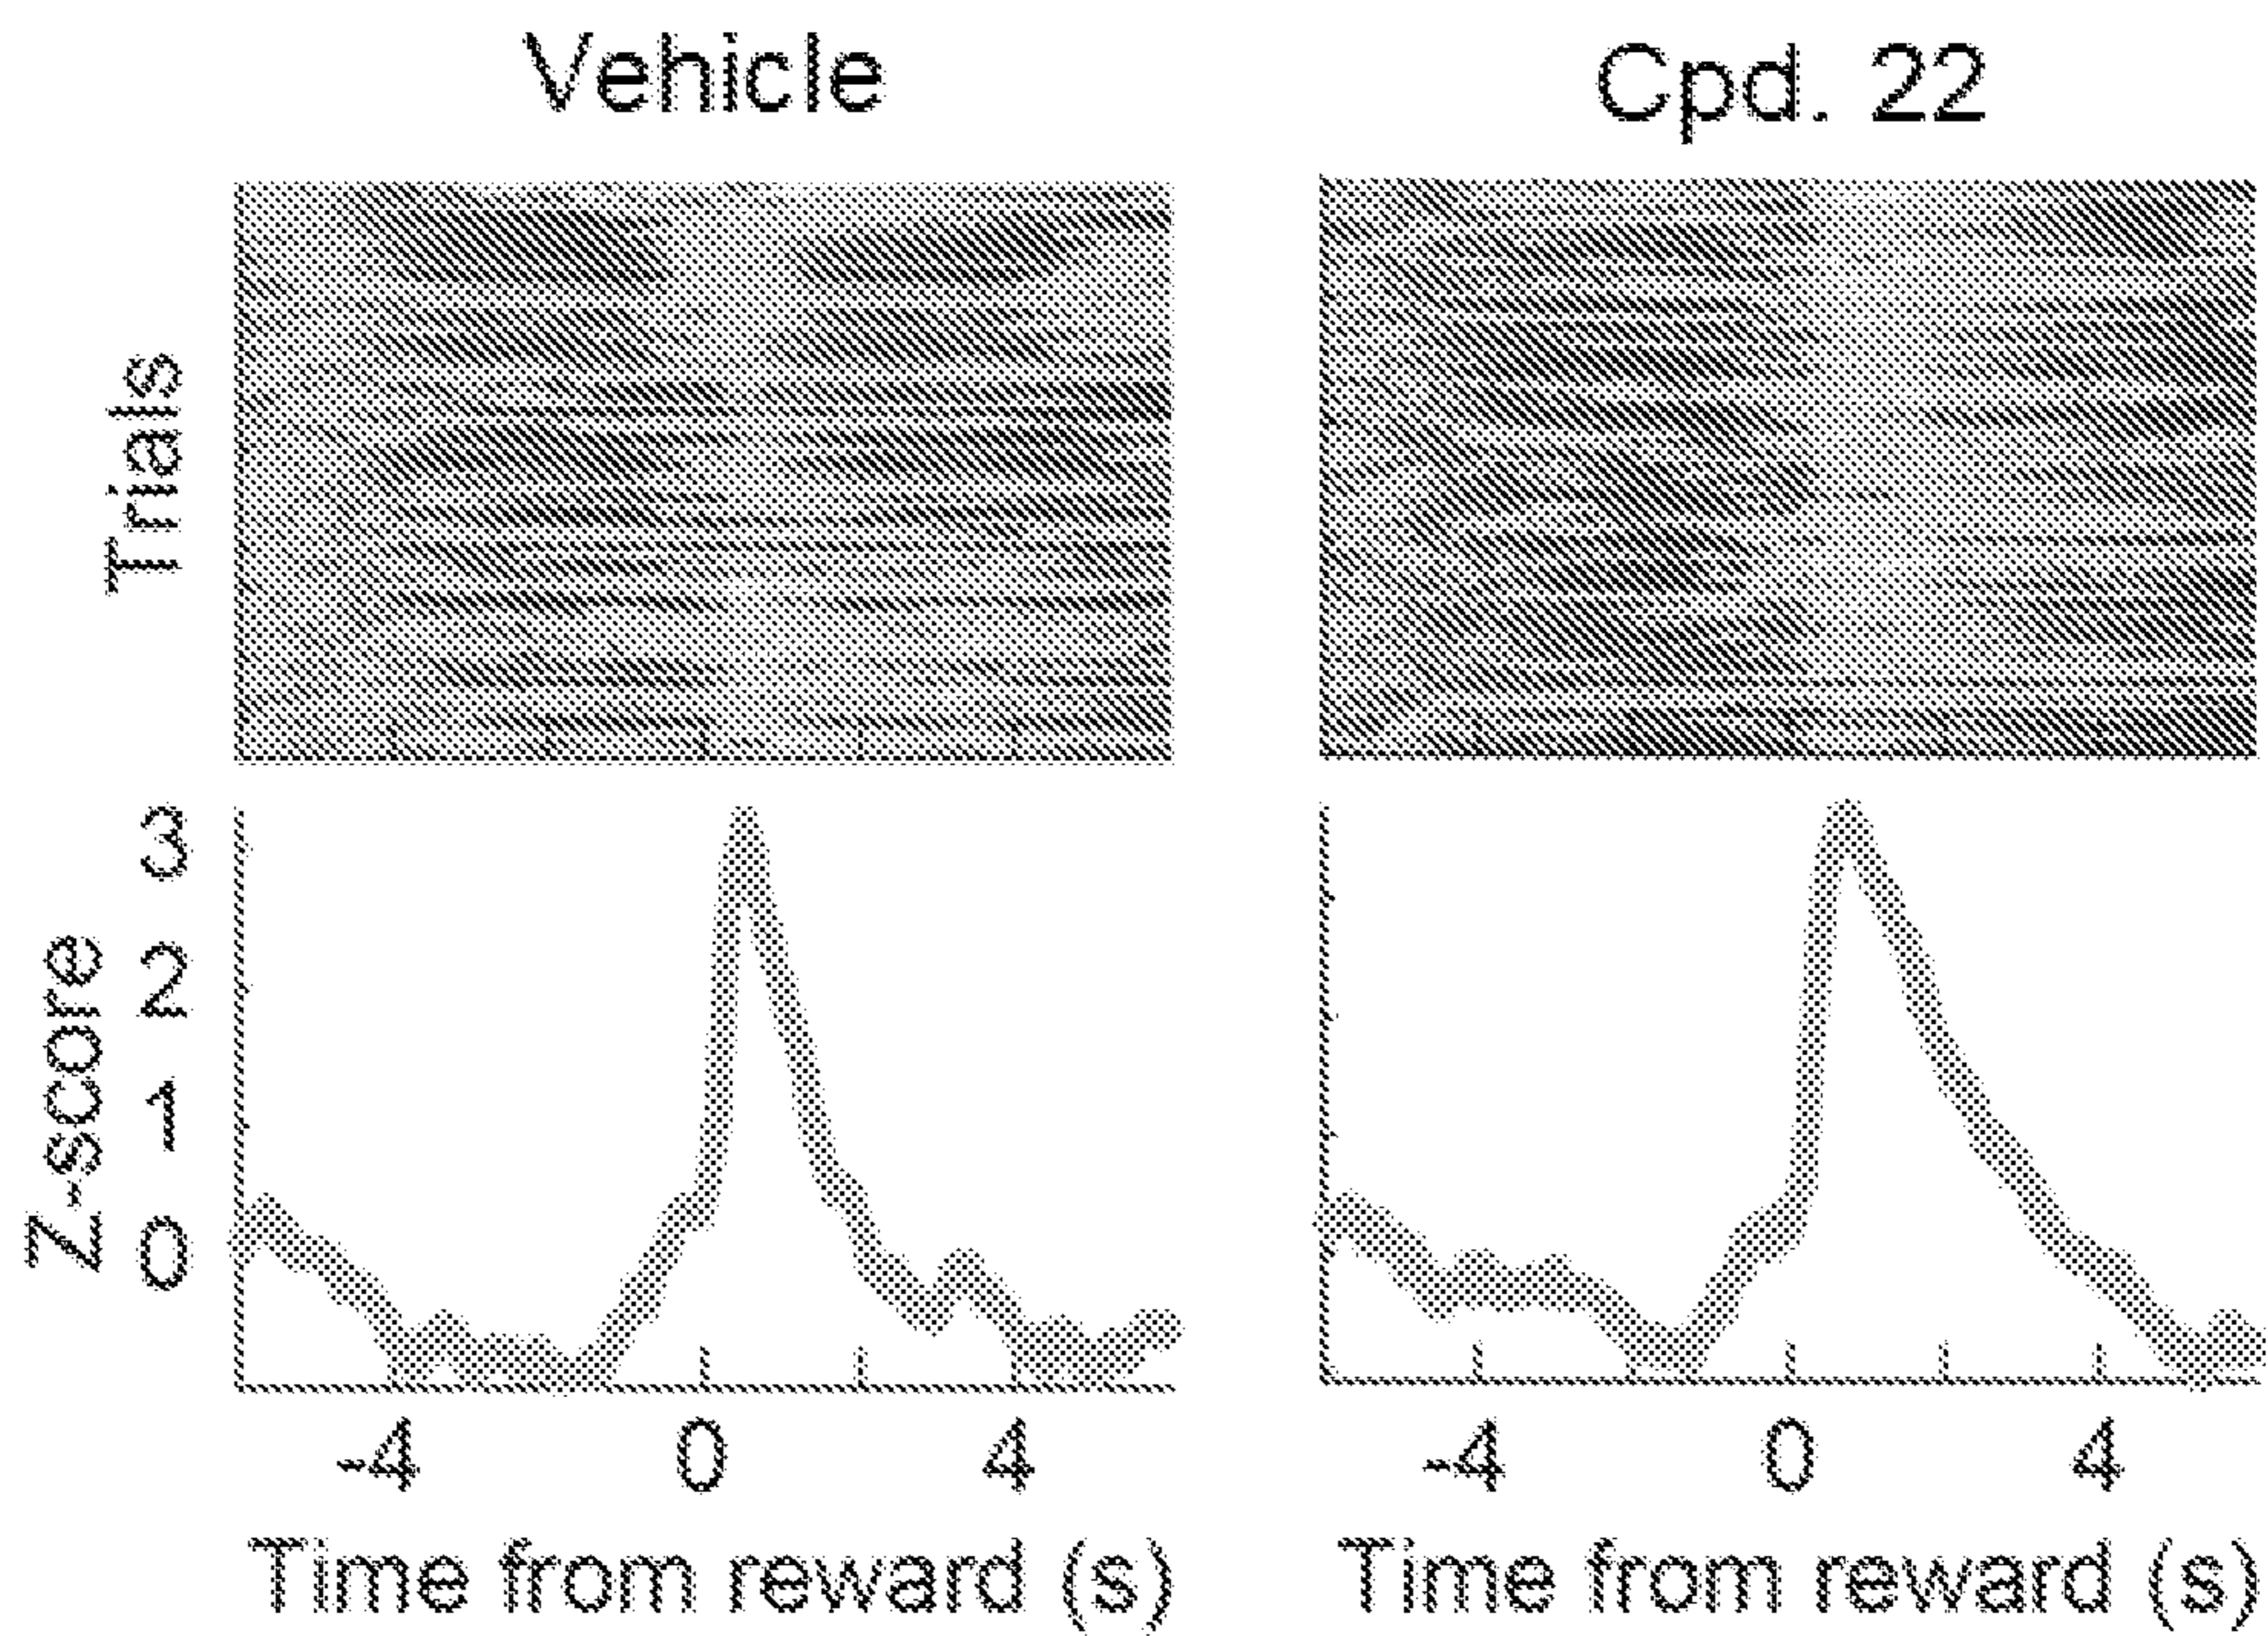 Vehicle
Cpd. 22
Trials
Z-score
3
2
1
0
-4 0 4
-4 0 4
Time from reward (s)
Time from reward (s)